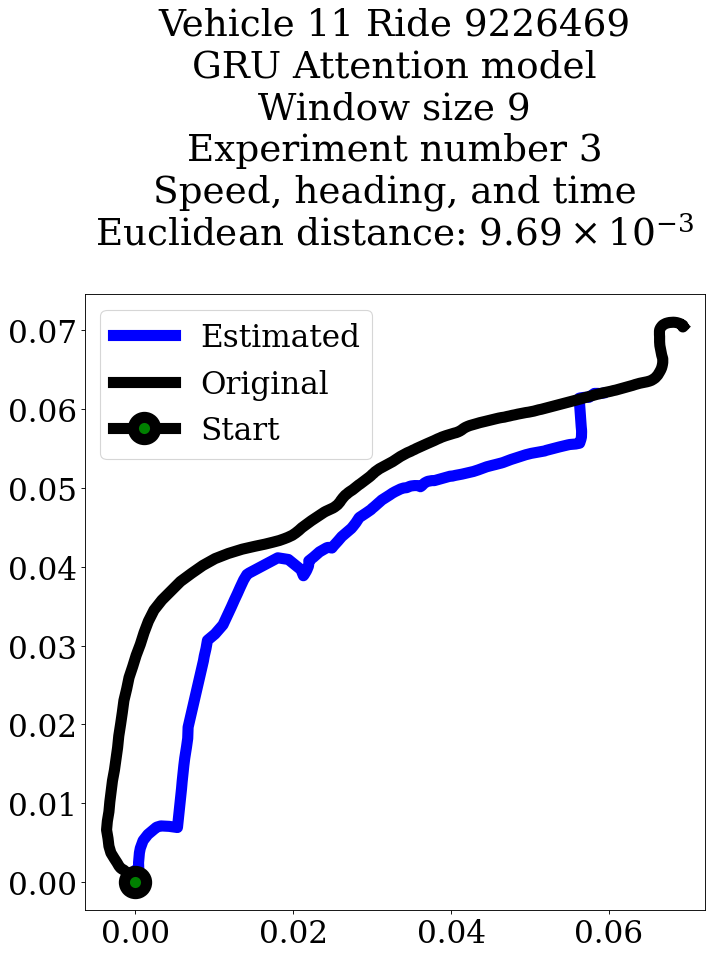 Vehicle 11 Ride 9226469
GRU Attention model
Window size 9
Experiment number 3
Speed, heading, and time
Euclidean distance: 9.69 × 10⁻³
Estimated
Original
Start
0.07
0.06
0.05
0.04
0.03
0.02
0.01
0.00
0.00 0.02 0.04 0.06